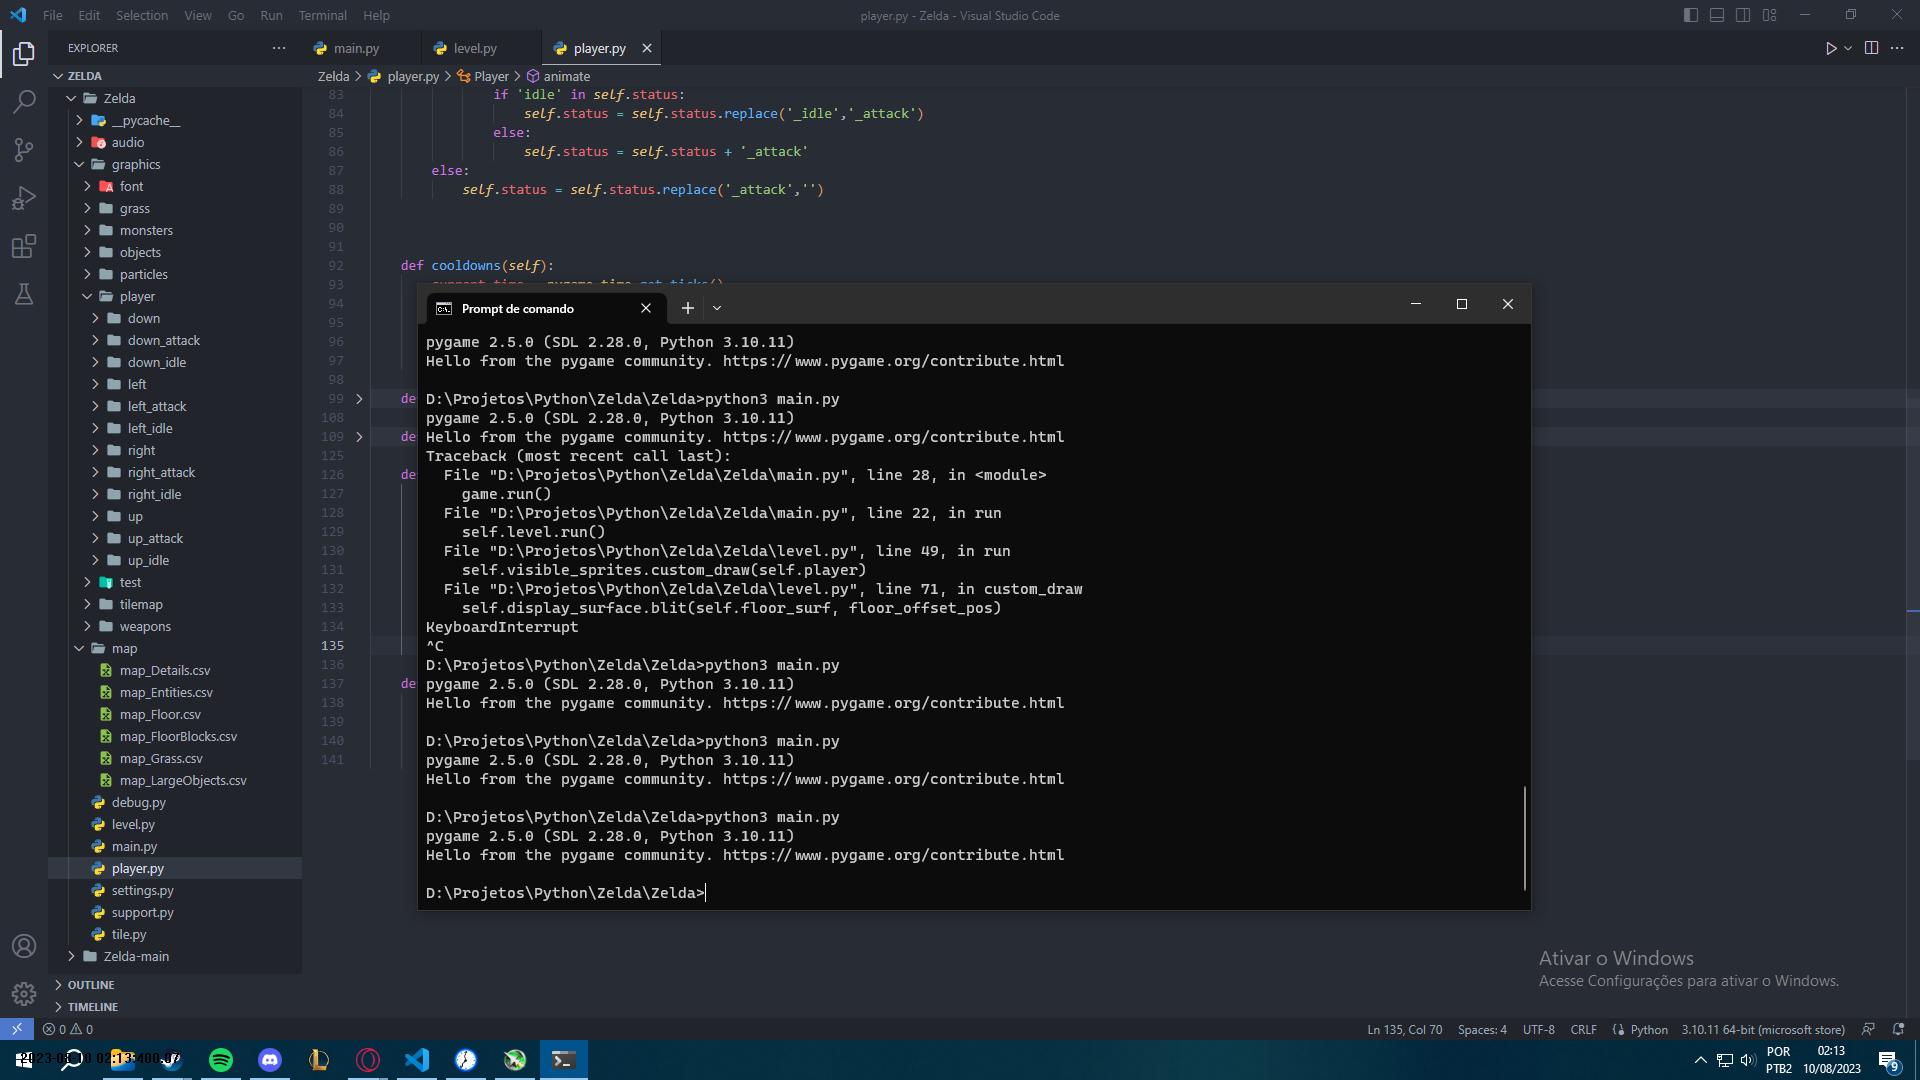 File Edit Selection View Go Run Terminal Help
player.py - Zelda - Visual Studio Code
EXPLORER
ZELDA
Zelda
__pycache__
audio
graphics
font
grass
monsters
objects
particles
player
down
down_attack
down_idle
left
left_attack
left_idle
right
right_attack
right_idle
up
up_attack
up_idle
test
tilemap
weapons
map
map_Details.csv
map_Entities.csv
map_Floor.csv
map_FloorBlocks.csv
map_Grass.csv
map_LargeObjects.csv
debug.py
level.py
main.py
player.py
settings.py
support.py
tile.py
Zelda-main
OUTLINE
TIMELINE
main.py level.py player.py
Zelda > player.py > Player > animate
83 if 'idle' in self.status:
84 self.status = self.status.replace('_idle','_attack')
85 else:
86 self.status = self.status + '_attack'
87 else:
88 self.status = self.status.replace('_attack','')
89
90
91
92 def cooldowns(self):
93 current_time = pygame.time.get_ticks()
94
95
96
97
98
99 de
108
109 de
125
126 de
127
128
129
130
131
132
133
134
135
136
137 de
138
139
140
141
Prompt de comando
pygame 2.5.0 (SDL 2.28.0, Python 3.10.11)
Hello from the pygame community. https://www.pygame.org/contribute.html
D:\Projetos\Python\Zelda\Zelda>python3 main.py
pygame 2.5.0 (SDL 2.28.0, Python 3.10.11)
Hello from the pygame community. https://www.pygame.org/contribute.html
Traceback (most recent call last):
File "D:\Projetos\Python\Zelda\Zelda\main.py", line 28, in <module>
game.run()
File "D:\Projetos\Python\Zelda\Zelda\main.py", line 22, in run
self.level.run()
File "D:\Projetos\Python\Zelda\Zelda\level.py", line 49, in run
self.visible_sprites.custom_draw(self.player)
File "D:\Projetos\Python\Zelda\Zelda\level.py", line 71, in custom_draw
self.display_surface.blit(self.floor_surf, floor_offset_pos)
KeyboardInterrupt
^C
D:\Projetos\Python\Zelda\Zelda>python3 main.py
pygame 2.5.0 (SDL 2.28.0, Python 3.10.11)
Hello from the pygame community. https://www.pygame.org/contribute.html
D:\Projetos\Python\Zelda\Zelda>python3 main.py
pygame 2.5.0 (SDL 2.28.0, Python 3.10.11)
Hello from the pygame community. https://www.pygame.org/contribute.html
D:\Projetos\Python\Zelda\Zelda>python3 main.py
pygame 2.5.0 (SDL 2.28.0, Python 3.10.11)
Hello from the pygame community. https://www.pygame.org/contribute.html
D:\Projetos\Python\Zelda\Zelda>
Ativar o Windows
Acesse Configurações para ativar o Windows.
0 0
Ln 135, Col 70 Spaces: 4 UTF-8 CRLF Python 3.10.11 64-bit (microsoft store)
POR
PTB2
02:13
10/08/2023
9